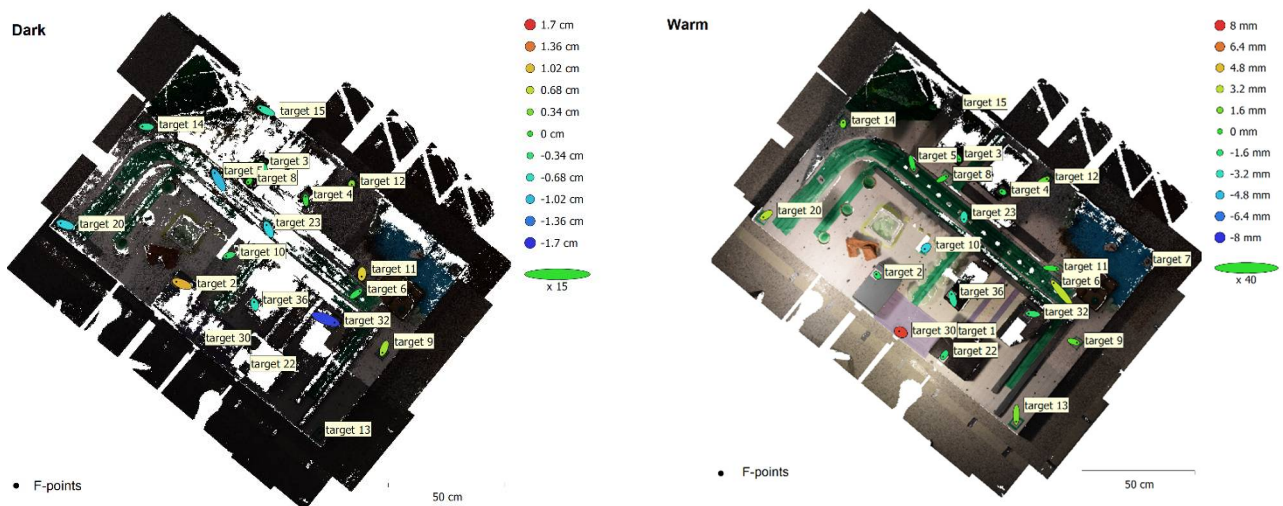 Dark
target 15
target 14
target 3
target
target 8
target 12
target 4
target 20
target 23
target 10
target 11
target 2
target 6
target 36
target 32
target 30
target 9
target 22
target 13
F-points
50 cm
1.7 cm
1.36 cm
1.02 cm
0.68 cm
0.34 cm
0 cm
-0.34 cm
-0.68 cm
-1.02 cm
-1.36 cm
-1.7 cm
x 15
Warm
target 15
target 14
target 5
target 3
target 8
target 12
target 4
target 20
target 23
target 10
target 7
target 11
target 2
target 6
target 36
target 32
target 30
target 1
target 9
target 22
target 13
F-points
50 cm
8 mm
6.4 mm
4.8 mm
3.2 mm
1.6 mm
0 mm
-1.6 mm
-3.2 mm
-4.8 mm
-6.4 mm
-8 mm
x 40